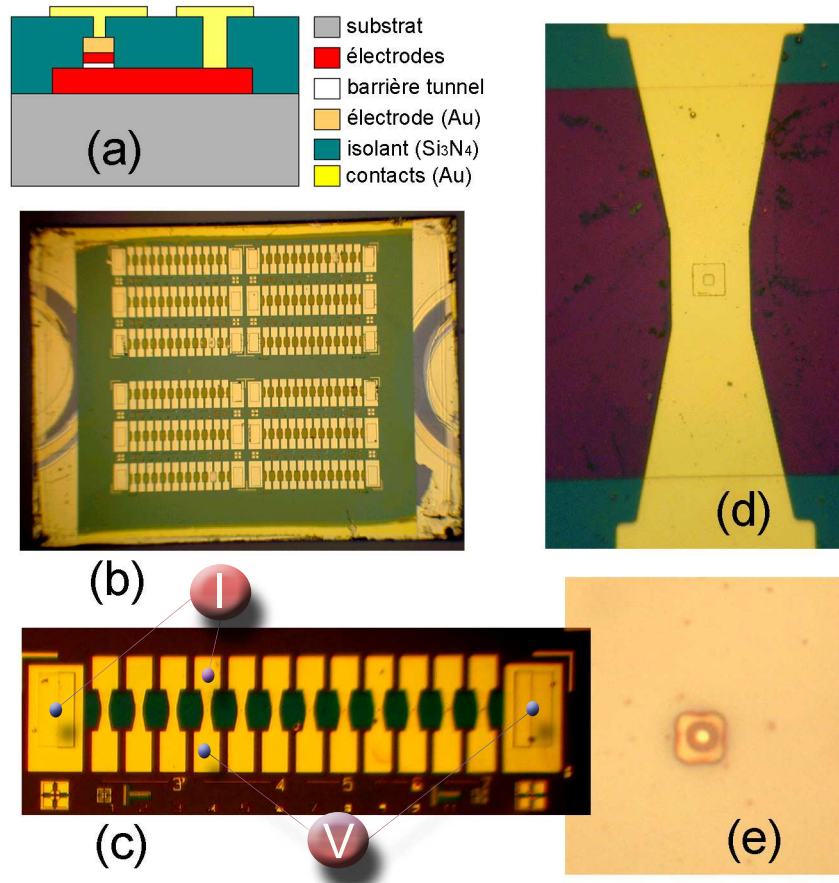 substrat
électrodes
barrière tunnel
électrode (Au)
isolant (Si₃N₄)
contacts (Au)
(a)
(b)
(c)
(d)
(e)
I
V
3'
4
5
6
7